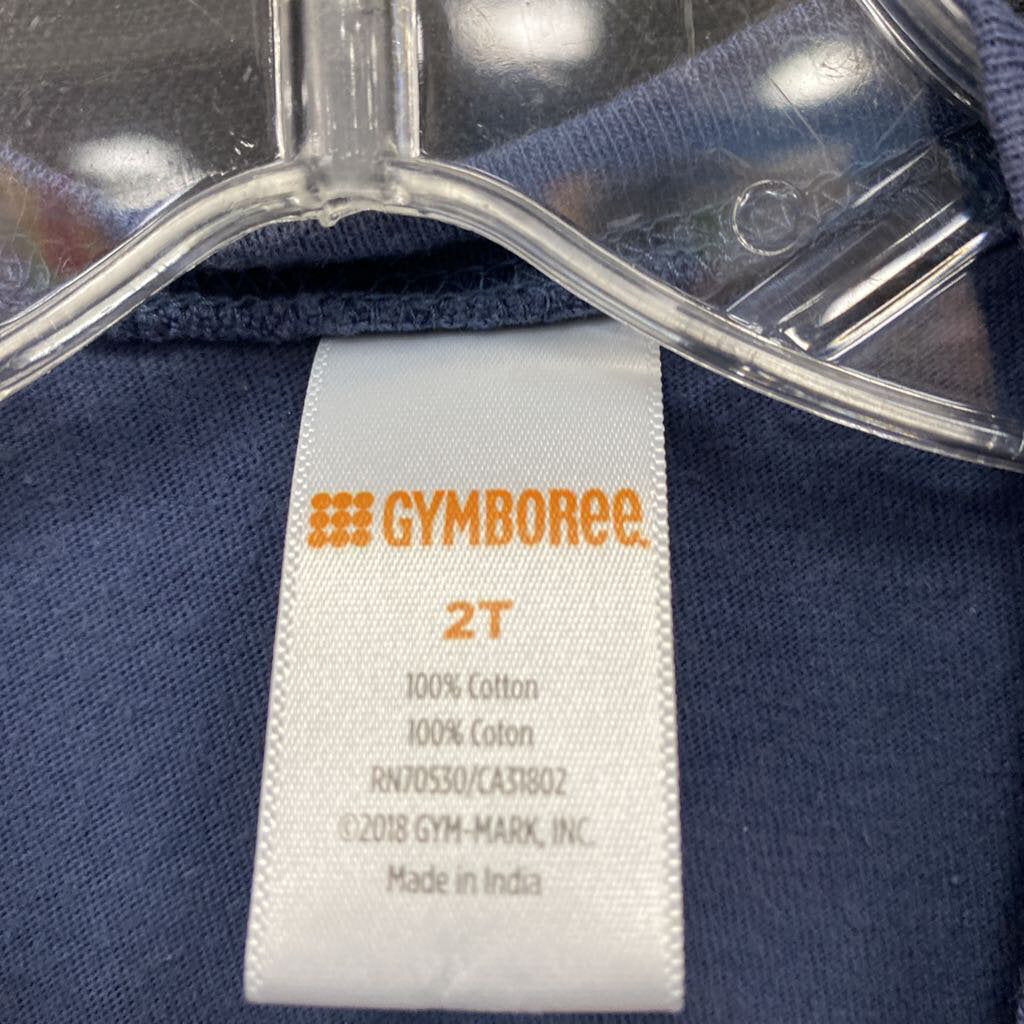 GYMBOREE
2T
100% Cotton
100% Coton
RN70530/CA31802
©2018 GYM-MARK, INC.
Made in India